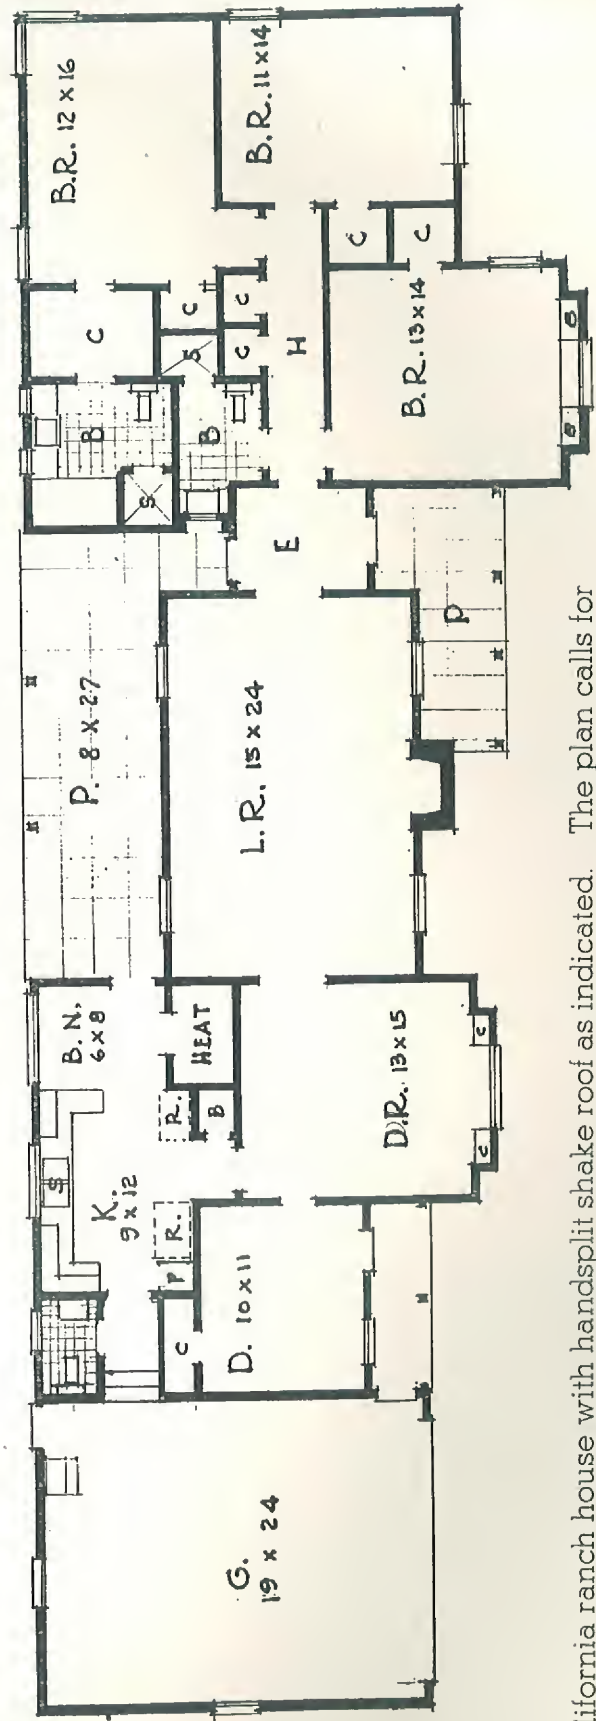 B.R. 12 x 16
B.R. 11 x 14
C
C
C
C
S
B
B
S
H
C
C
B.R. 13 x 14
B
B
E
P
P. 8 x 27
L.R. 15 x 24
B.N.
6 x 8
HEAT
R.
B
S
K.
9 x 12
R.
P
C
D. 10 x 11
D.R. 13 x 15
C
C
G.
19 x 24
lifornia ranch house with handsplit shake roof as indicated. The plan calls for